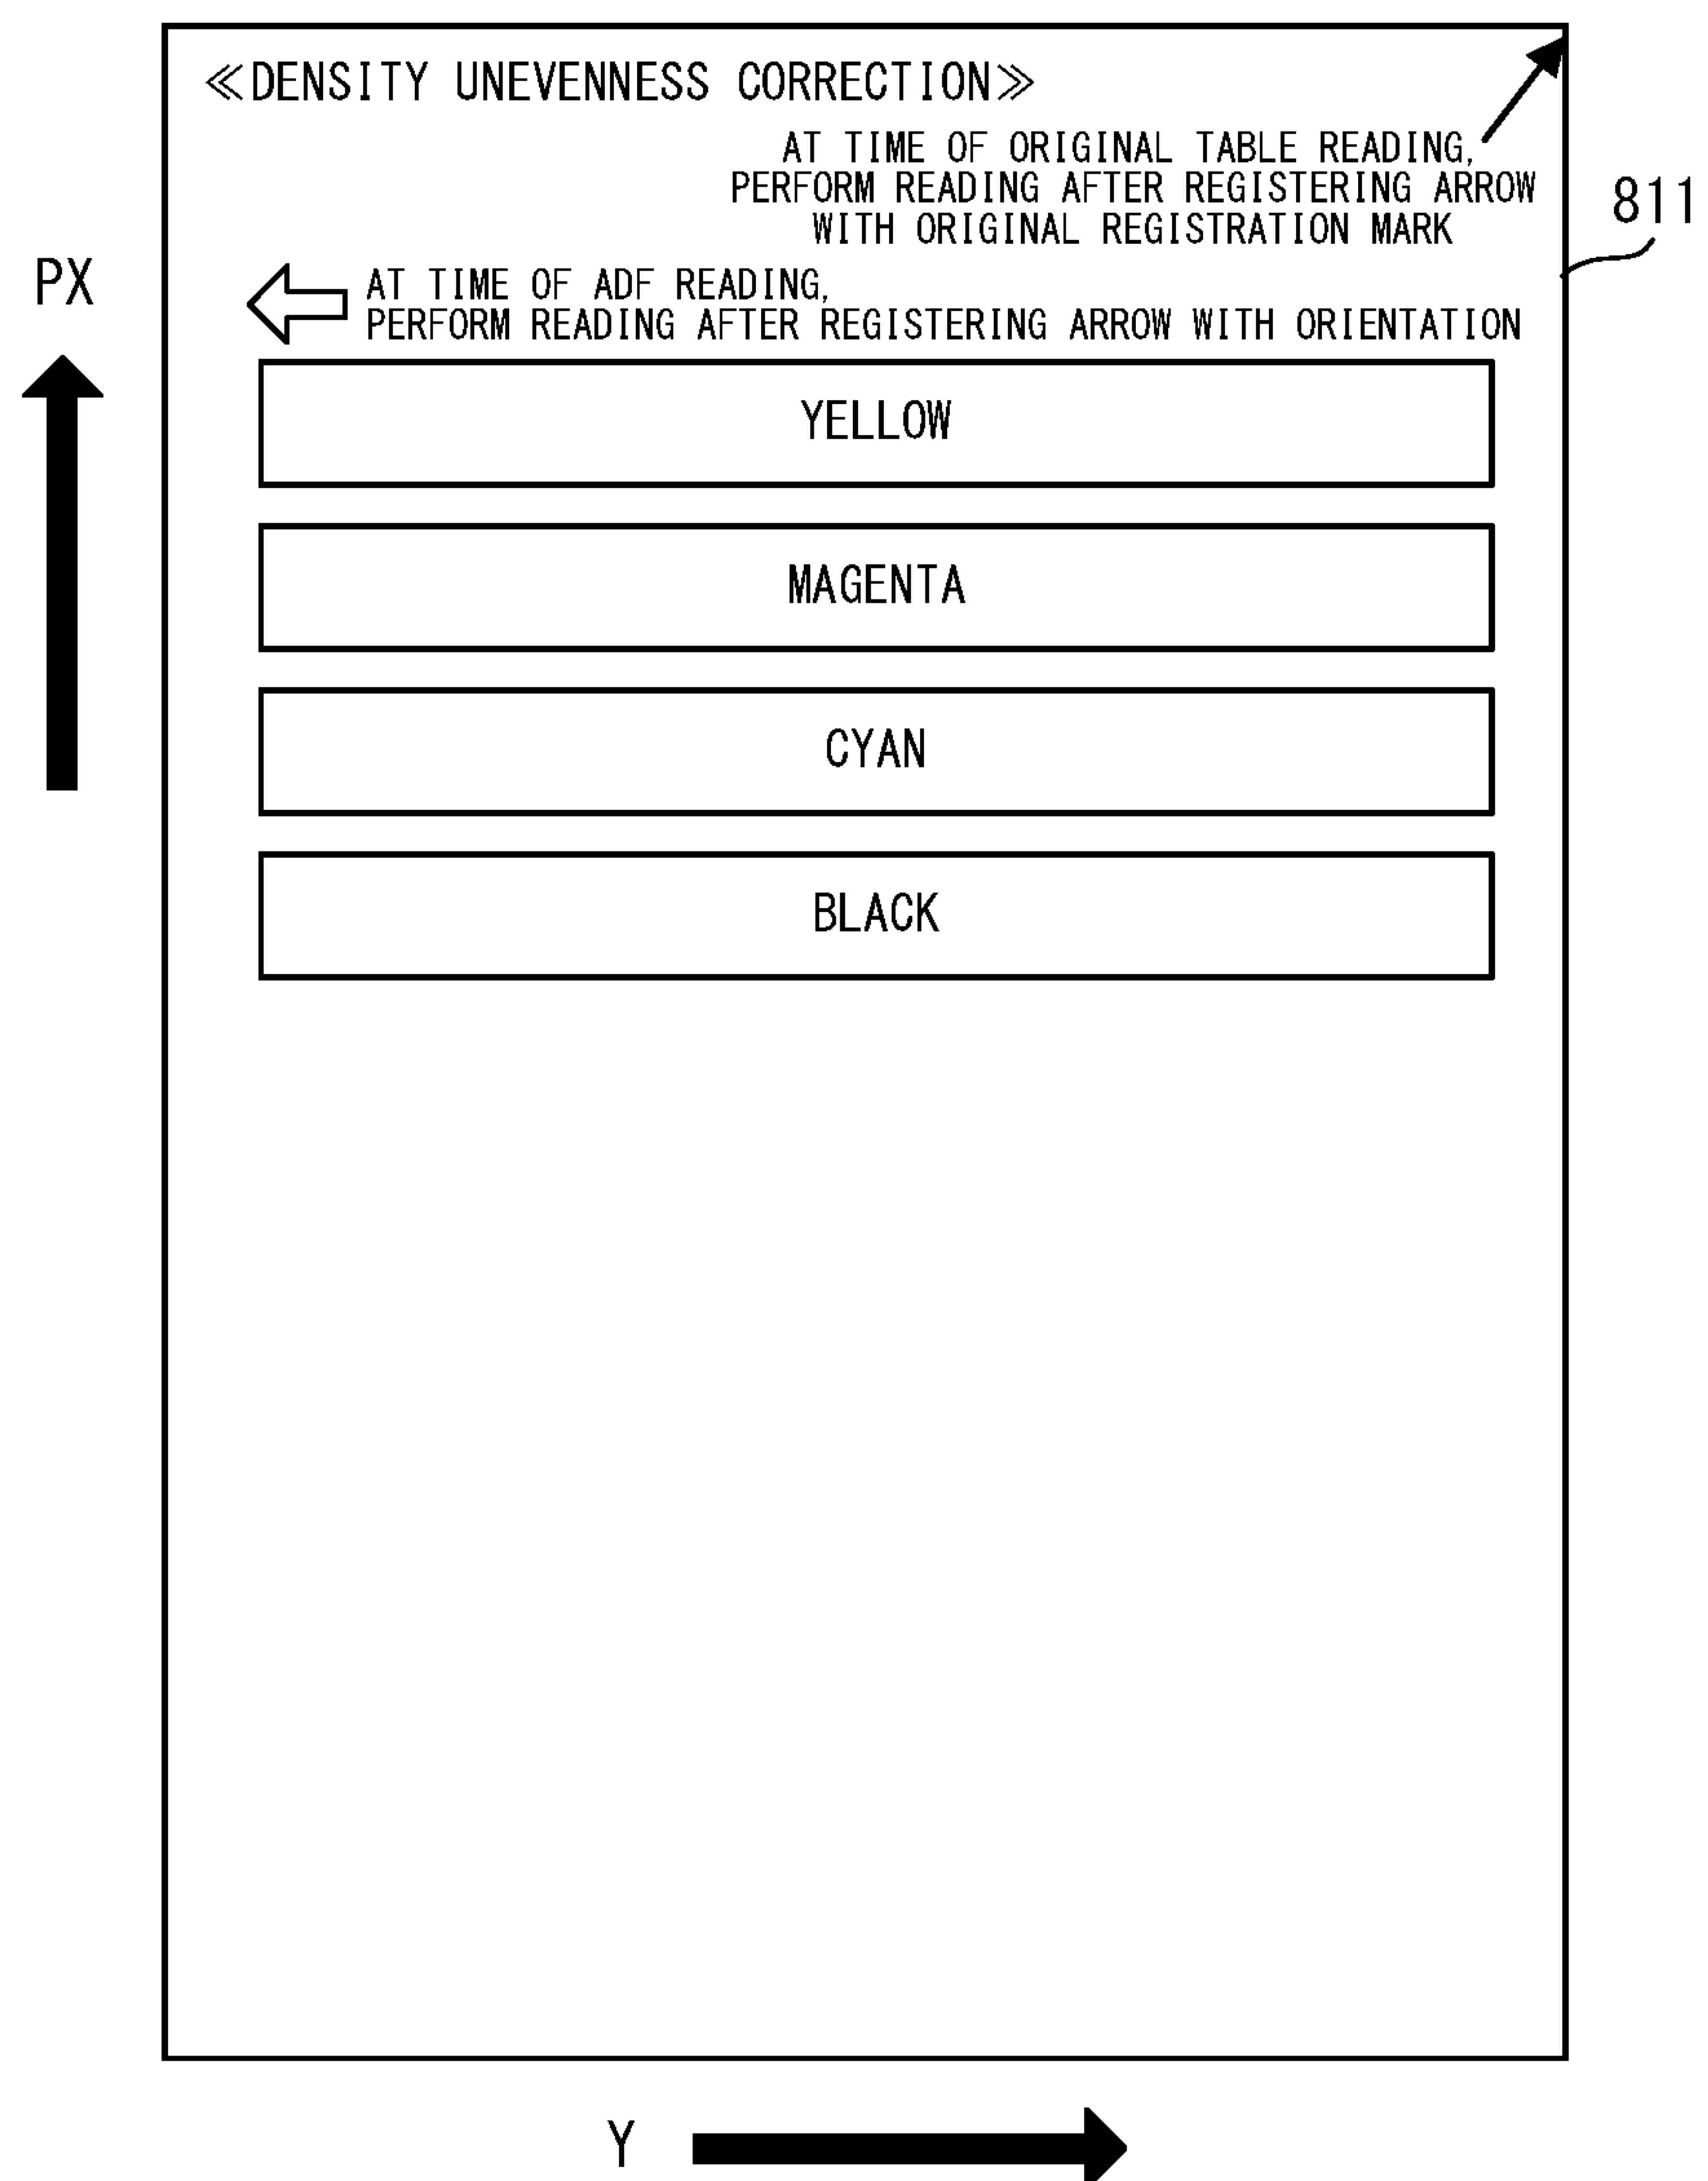 ≪DENSITY UNEVENNESS CORRECTION≫
AT TIME OF ORIGINAL TABLE READING,
PERFORM READING AFTER REGISTERING ARROW
WITH ORIGINAL REGISTRATION MARK
811
PX
AT TIME OF ADF READING,
PERFORM READING AFTER REGISTERING ARROW WITH ORIENTATION
YELLOW
MAGENTA
CYAN
BLACK
Y